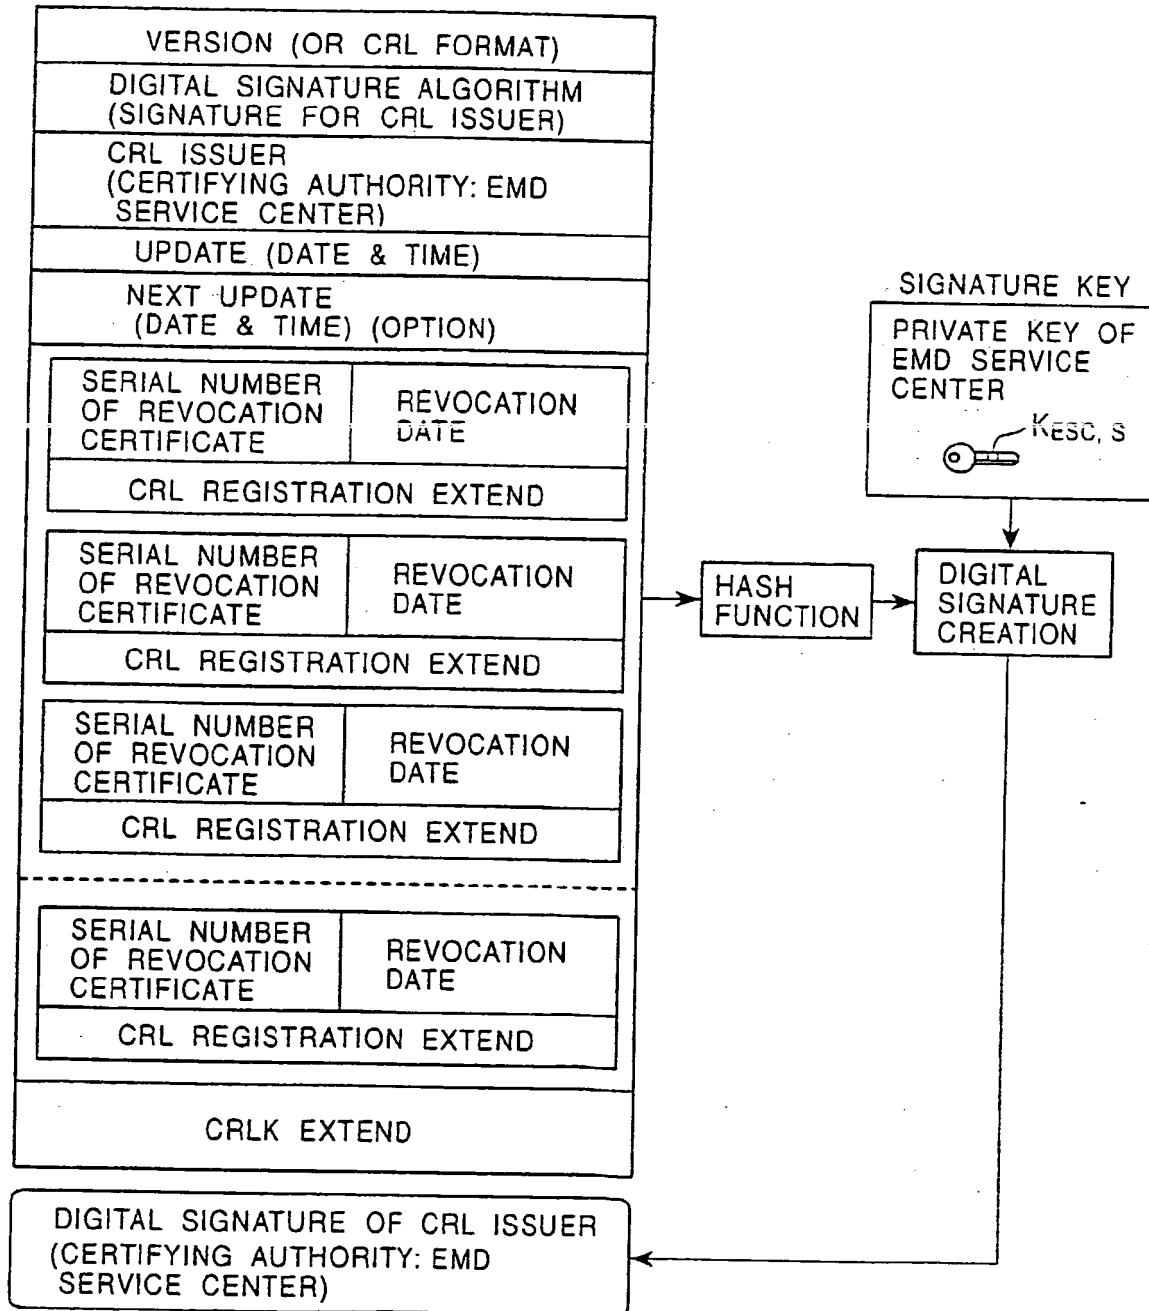 VERSION (OR CRL FORMAT)
DIGITAL SIGNATURE ALGORITHM
(SIGNATURE FOR CRL ISSUER)
CRL ISSUER
(CERTIFYING AUTHORITY: EMD
SERVICE CENTER)
UPDATE (DATE & TIME)
NEXT UPDATE
(DATE & TIME) (OPTION)
SERIAL NUMBER
OF REVOCATION
CERTIFICATE
REVOCATION
DATE
CRL REGISTRATION EXTEND
SERIAL NUMBER
OF REVOCATION
CERTIFICATE
REVOCATION
DATE
CRL REGISTRATION EXTEND
SERIAL NUMBER
OF REVOCATION
CERTIFICATE
REVOCATION
DATE
CRL REGISTRATION EXTEND
SERIAL NUMBER
OF REVOCATION
CERTIFICATE
REVOCATION
DATE
CRL REGISTRATION EXTEND
CRLK EXTEND
SIGNATURE KEY
PRIVATE KEY OF
EMD SERVICE
CENTER
KESC, S
HASH
FUNCTION
DIGITAL
SIGNATURE
CREATION
DIGITAL SIGNATURE OF CRL ISSUER
(CERTIFYING AUTHORITY: EMD
SERVICE CENTER)